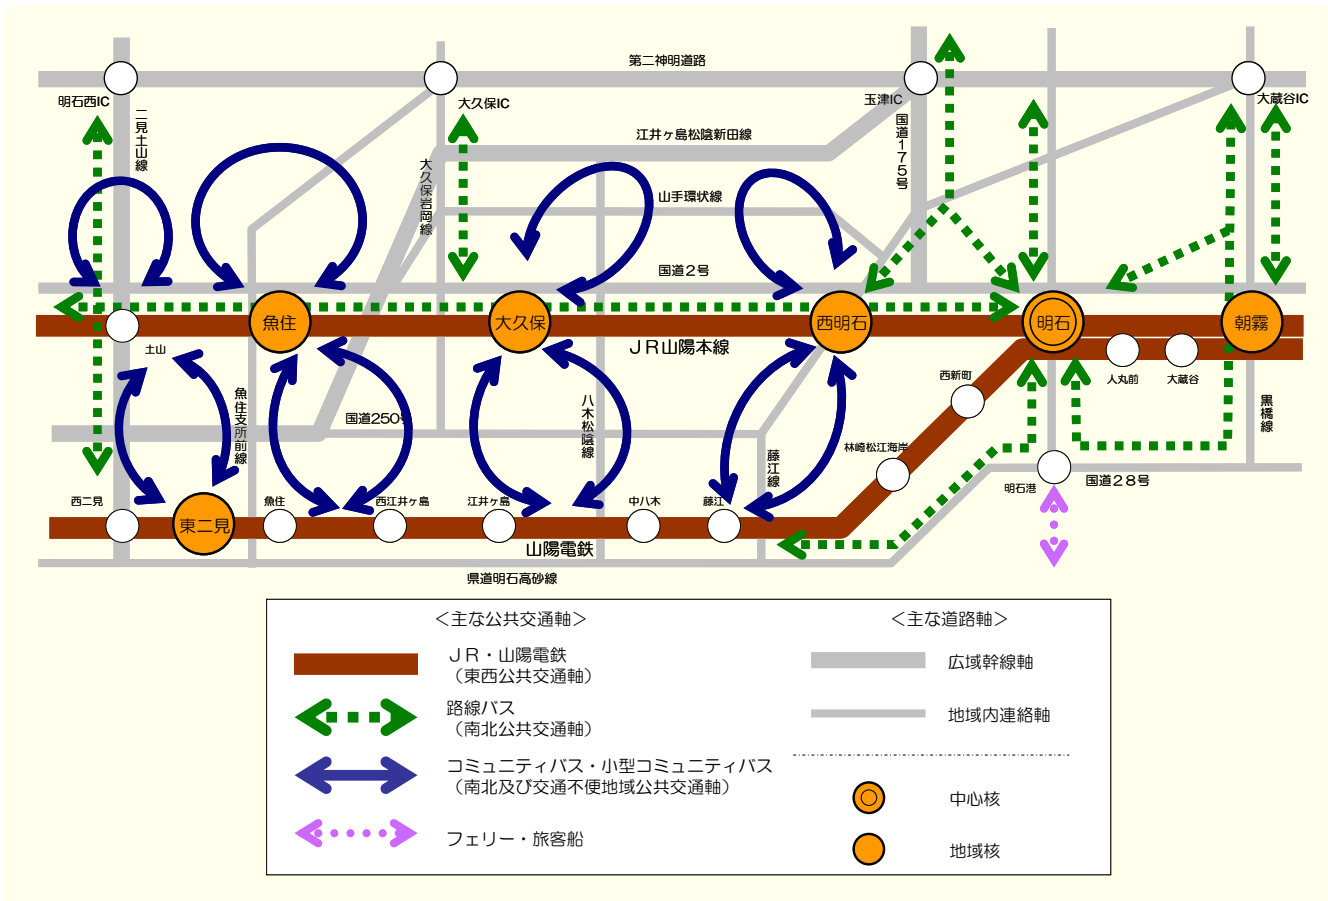 第二神明道路
明石西IC
大久保IC
玉津IC
大蔵谷IC
二見土山線
江井ヶ島松陰新田線
国道175号
大久保岩岡線
山手環状線
国道2号
魚住
大久保
西明石
明石
朝霧
土山
JR山陽本線
人丸前
大蔵谷
西新町
魚住支所前線
国道250号
八木松陰線
藤江線
黒橋線
林崎松江海岸
明石港
国道28号
西二見
東二見
魚住
西江井ヶ島
江井ヶ島
中八木
藤江
山陽電鉄
県道明石高砂線
＜主な公共交通軸＞
ＪＲ・山陽電鉄
（東西公共交通軸）
路線バス
（南北公共交通軸）
コミュニティバス・小型コミュニティバス
（南北及び交通不便地域公共交通軸）
フェリー・旅客船
＜主な道路軸＞
広域幹線軸
地域内連絡軸
中心核
地域核